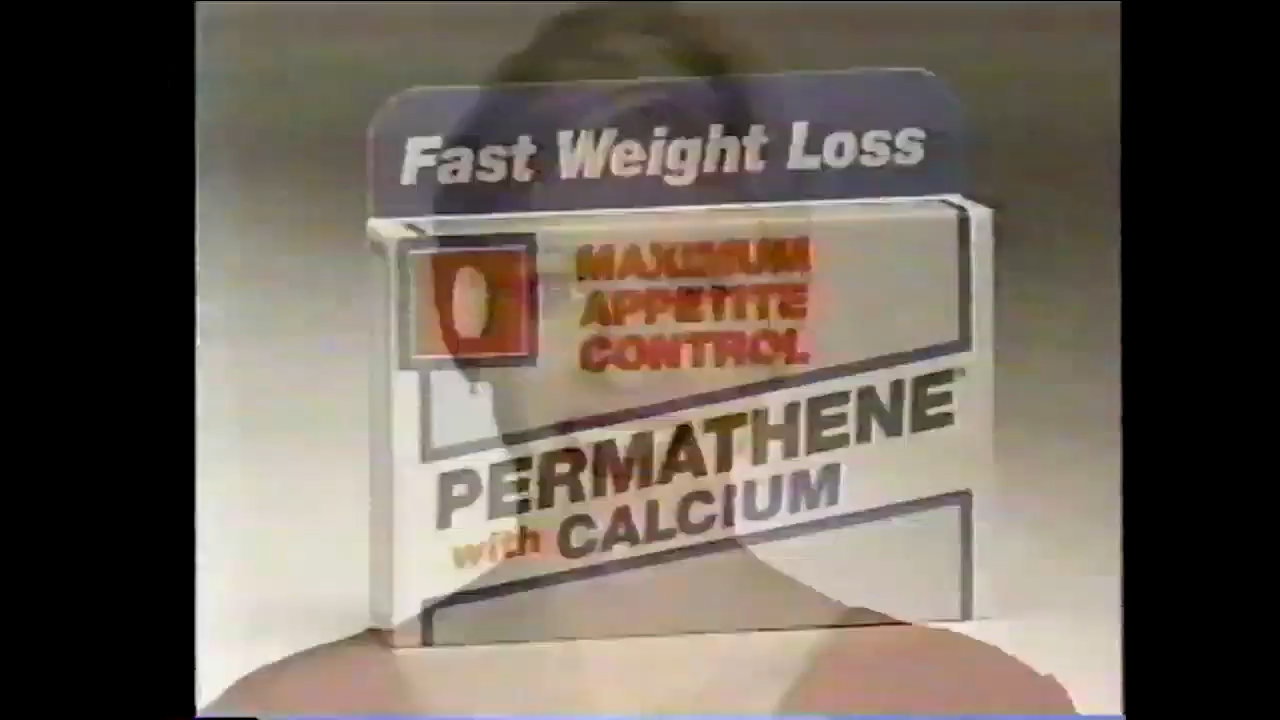 Fast Weight Loss
MAXIMUM
APPETITE
CONTROL
PERMATHENE
with CALCIUM